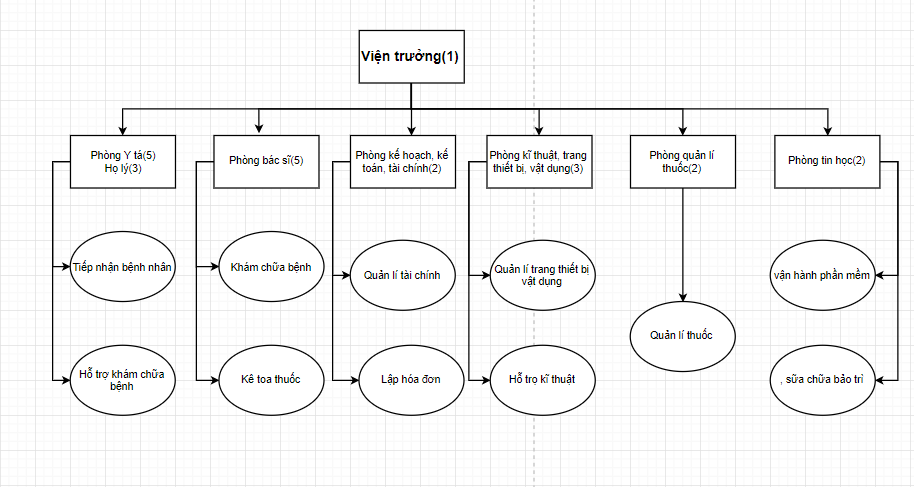 Viện trưởng(1)
Phòng Y tá(5)
Họ lý(3)
Phòng bác sĩ(5)
Phòng kế hoạch, kế
toán, tài chính(2)
Phòng kĩ thuật, trang
thiết bị, vật dụng(3)
Phòng quản lí
thuốc(2)
Phòng tin học(2)
Tiếp nhận bệnh nhân
Khám chữa bệnh
Quản lí tài chính
Quản lí trang thiết bị
vật dụng
Quản lí thuốc
vận hành phần mềm
Hỗ trợ khám chữa
bệnh
Kê toa thuốc
Lập hóa đơn
Hỗ trọ kĩ thuật
, sữa chữa bảo trì